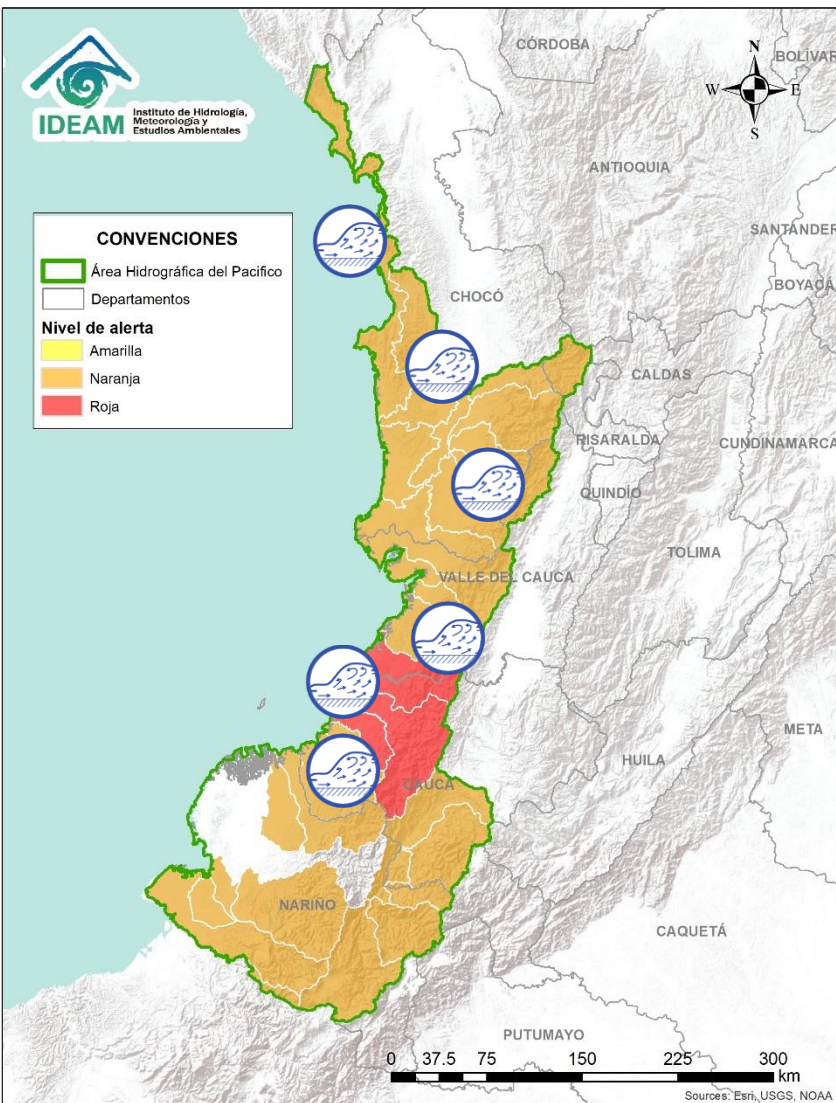 IDEAM
Instituto de Hidrología,
Meteorología y
Estudios Ambientales
CONVENCIONES
Área Hidrográfica del Pacifico
Departamentos
Nivel de alerta
Amarilla
Naranja
Roja
N
W E
S
CÓRDOBA
BOLÍVAR
ANTIOQUIA
SANTANDER
BOYACÁ
CHOCÓ
CALDAS
RISARALDA
CUNDINAMARCA
QUINDÍO
TOLIMA
VALLE DEL CAUCA
META
HUILA
CAUCA
NARIÑO
CAQUETÁ
PUTUMAYO
0 37.5 75 150 225 300
km
Sources: Esri, USGS, NOAA